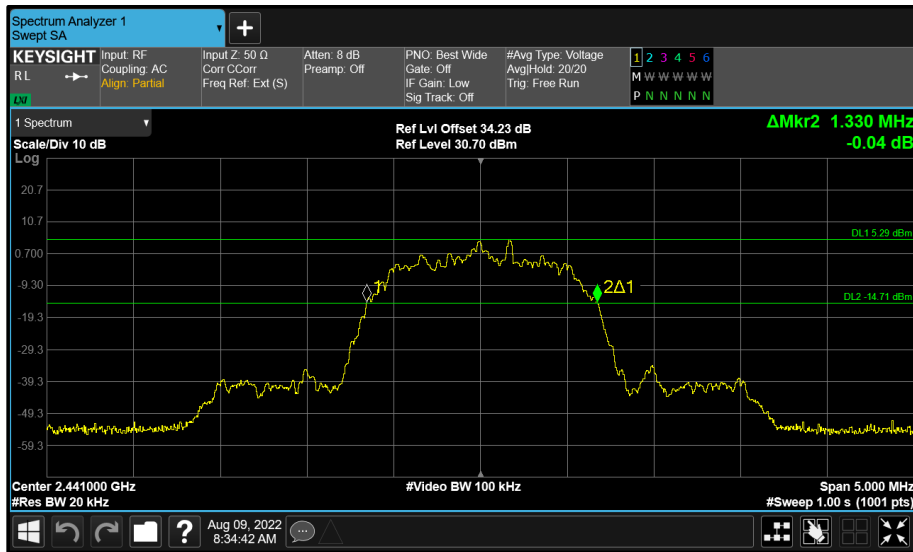 Spectrum Analyzer 1
Swept SA
+
KEYSIGHT
RL
LXI
Input: RF
Coupling: AC
Align: Partial
Input Z: 50 Ω
Corr CCorr
Freq Ref: Ext (S)
Atten: 8 dB
Preamp: Off
PNO: Best Wide
Gate: Off
IF Gain: Low
Sig Track: Off
#Avg Type: Voltage
Avg|Hold: 20/20
Trig: Free Run
1 2 3 4 5 6
M W W W W W
P N N N N N
1 Spectrum
Scale/Div 10 dB
Log
Ref Lvl Offset 34.23 dB
Ref Level 30.70 dBm
ΔMkr2 1.330 MHz
-0.04 dB
20.7
10.7
DL1 5.29 dBm
0.700
-9.30
1
2Δ1
DL2 -14.71 dBm
-19.3
-29.3
-39.3
-49.3
-59.3
Center 2.441000 GHz
#Video BW 100 kHz
Span 5.000 MHz
#Res BW 20 kHz
#Sweep 1.00 s (1001 pts)
?
Aug 09, 2022
8:34:42 AM